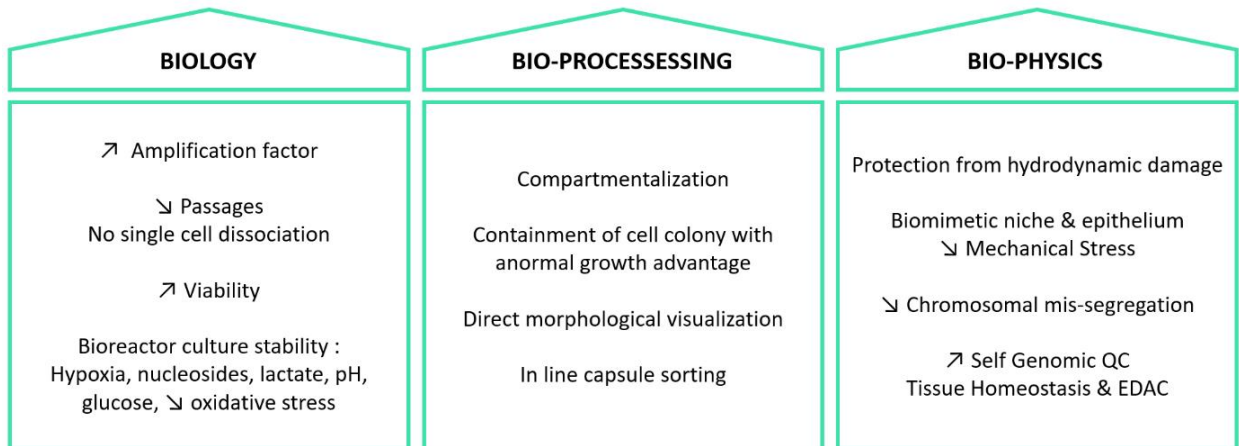 BIOLOGY
↗ Amplification factor
↘ Passages
No single cell dissociation
↗ Viability
Bioreactor culture stability :
Hypoxia, nucleosides, lactate, pH,
glucose, ↘ oxidative stress
BIO-PROCESSESSING
Compartmentalization
Containment of cell colony with
anormal growth advantage
Direct morphological visualization
In line capsule sorting
BIO-PHYSICS
Protection from hydrodynamic damage
Biomimetic niche & epithelium
↘ Mechanical Stress
↘ Chromosomal mis-segregation
↗ Self Genomic QC
Tissue Homeostasis & EDAC